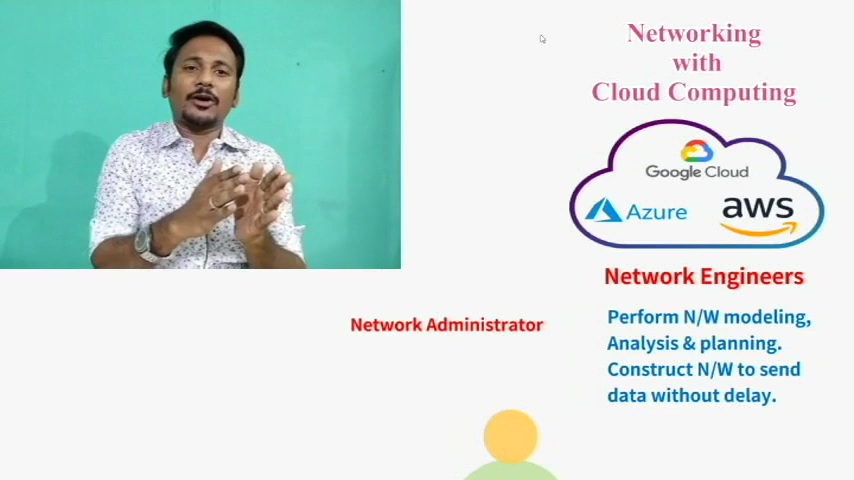 Networking
with
Cloud Computing
Google Cloud
Azure
aws
Network Engineers
Perform N/W modeling,
Analysis & planning.
Construct N/W to send
data without delay.
Network Administrator